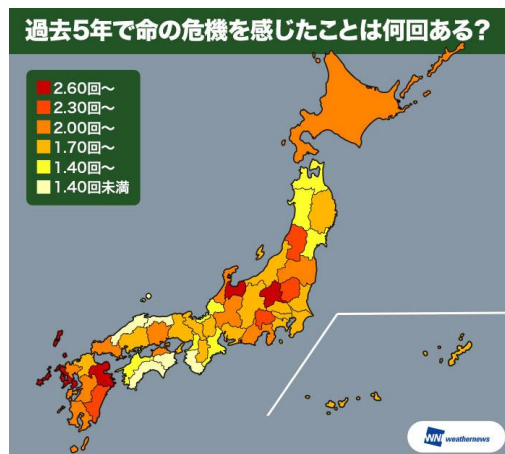 過去5年で命の危機を感じたことは何回ある?
2.60回〜
2.30回〜
2.00回〜
1.70回〜
1.40回〜
1.40回未満
WNI weathernews